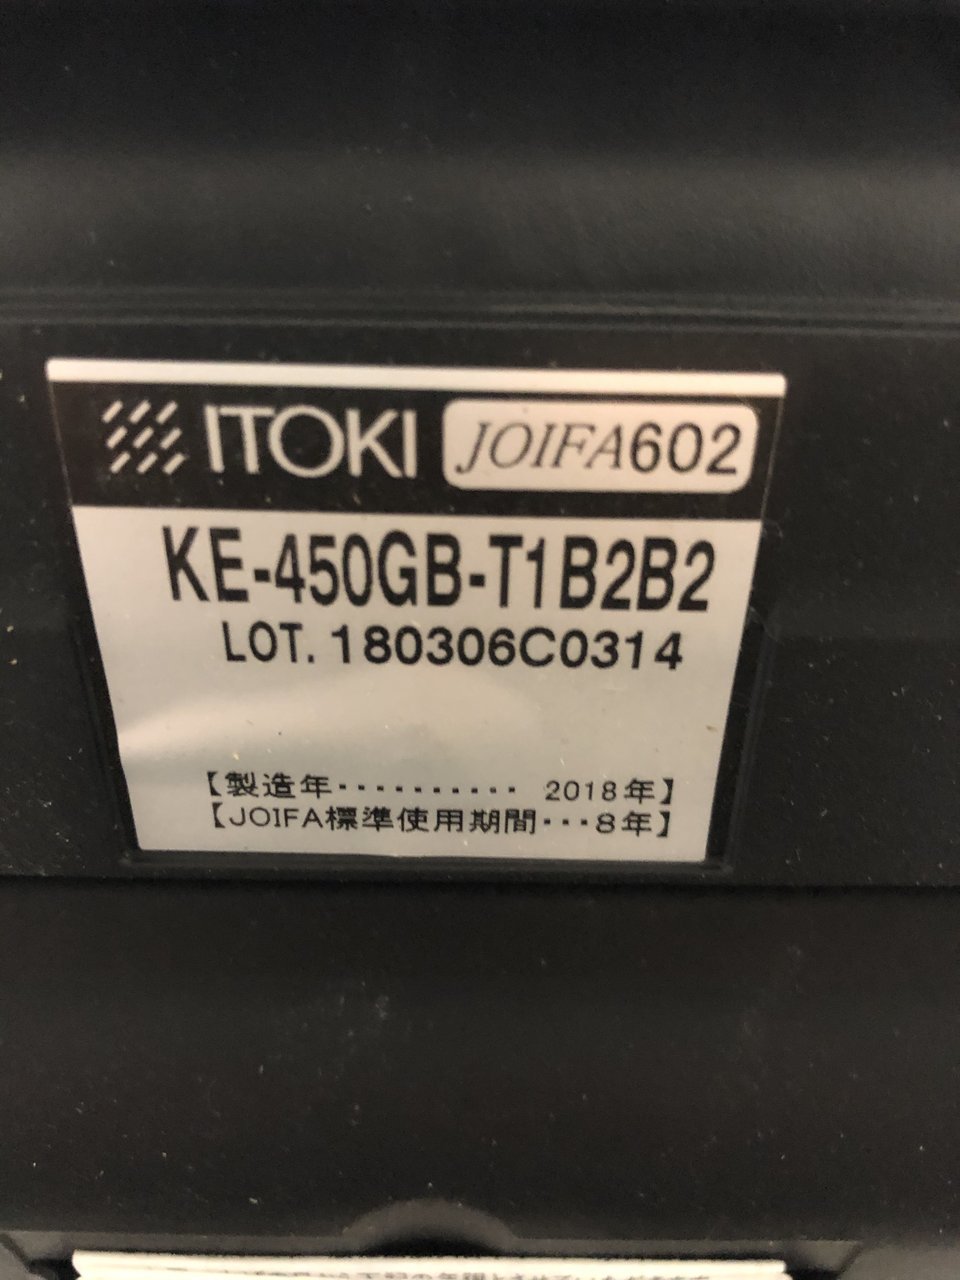 ITOKI JOIFA602
KE-450GB-T1B2B2
LOT. 180306C0314
【製造年・・・・・・・・・・ 2018年】
【JOIFA標準使用期間・・・8年】